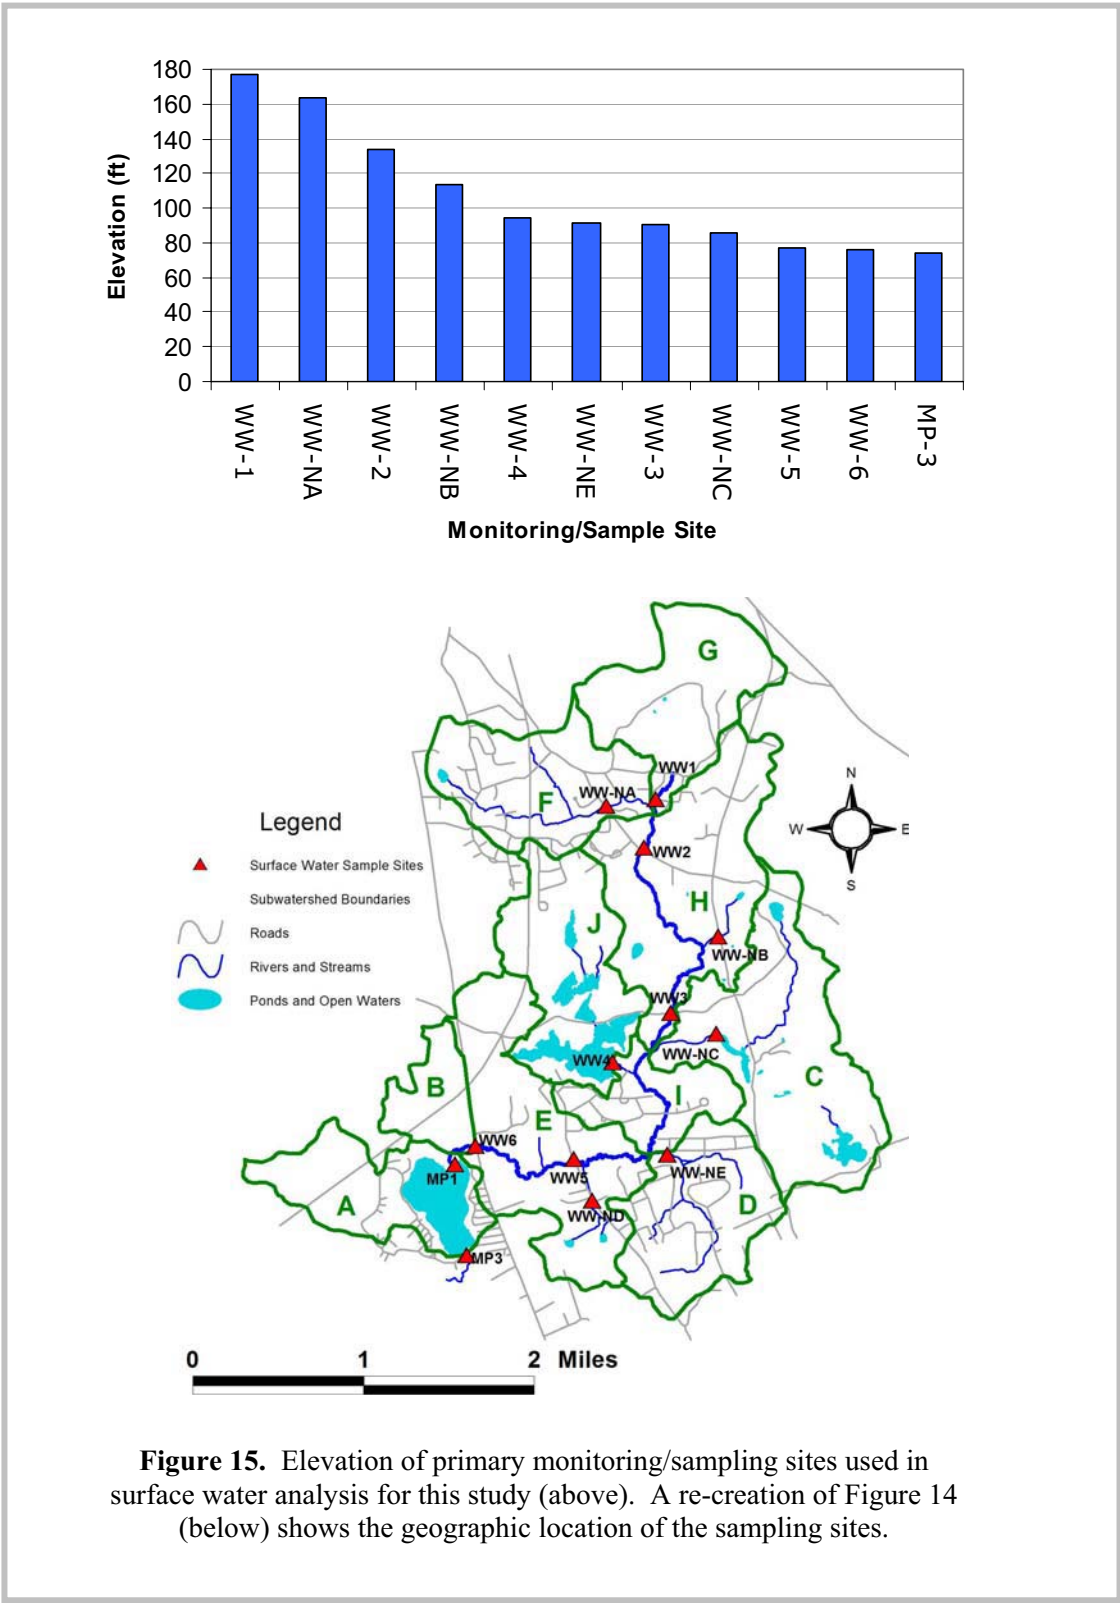 180
160
140
120
100
80
60
40
20
0
Elevation (ft)
WW-1
WW-NA
WW-2
WW-NB
WW-4
WW-NE
WW-3
WW-NC
WW-5
WW-6
MP-3
Monitoring/Sample Site
G
WW1
WW-NA
F
N
W
E
S
Legend
Surface Water Sample Sites
Subwatershed Boundaries
Roads
Rivers and Streams
Ponds and Open Waters
WW2
H
J
WW-NB
WW3
WW-NC
WW4
C
B
I
E
WW6
MP1
WW5
WW-NE
A
WW-ND
D
MP3
0 1 2 Miles
Figure 15. Elevation of primary monitoring/sampling sites used in
surface water analysis for this study (above). A re-creation of Figure 14
(below) shows the geographic location of the sampling sites.